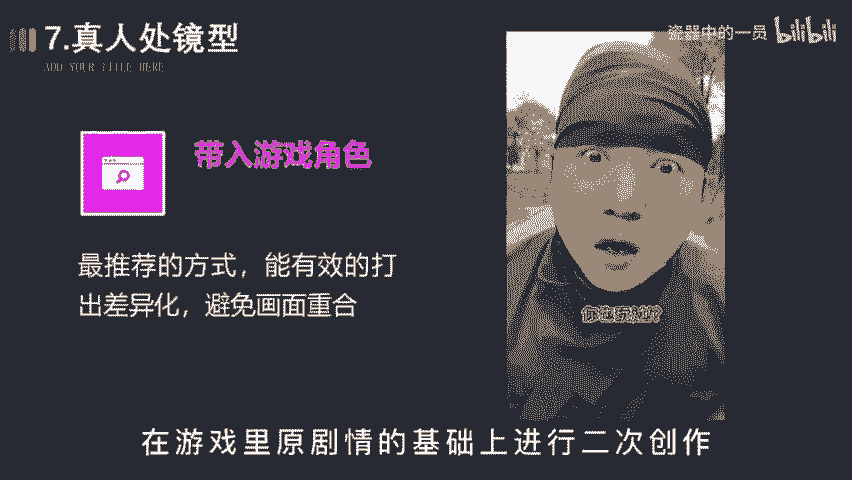 7.真人处镜型
ADD YOUR TITLE HERE
瓷器中的一员 bilibili
带入游戏角色
最推荐的方式，能有效的打
出差异化，避免画面重合
在游戏里原剧情的基础上进行二次创作